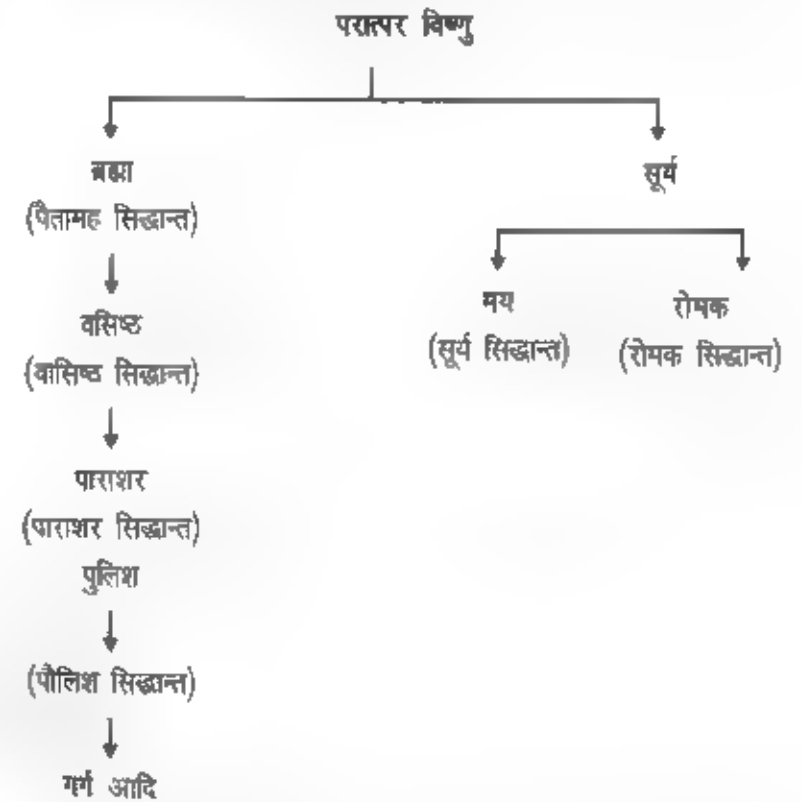 परात्पर विष्णु
ब्रह्मा
सूर्य
(पैतामह सिद्धान्त)
वसिष्ठ
(वासिष्ठ सिद्धान्त)
मय
(सूर्य सिद्धान्त)
रोमक
(रोमक सिद्धान्त)
पाराशर
(पाराशर सिद्धान्त)
पुलिश
(पौलिश सिद्धान्त)
गर्ग आदि